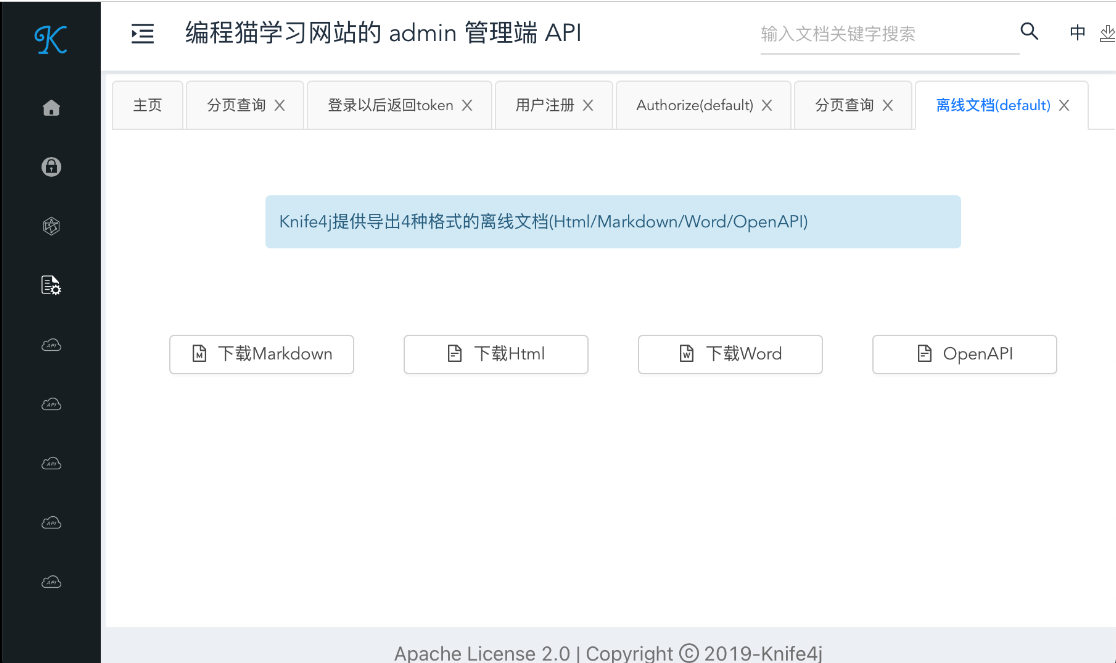 编程猫学习网站的 admin 管理端 API
输入文档关键字搜索
中
主页
分页查询
登录以后返回token
用户注册
Authorize(default)
分页查询
离线文档(default)
Knife4j提供导出4种格式的离线文档(Html/Markdown/Word/OpenAPI)
下载Markdown
下载Html
下载Word
OpenAPI
API
API
API
API
API
Apache License 2.0 | Copyright © 2019-Knife4j